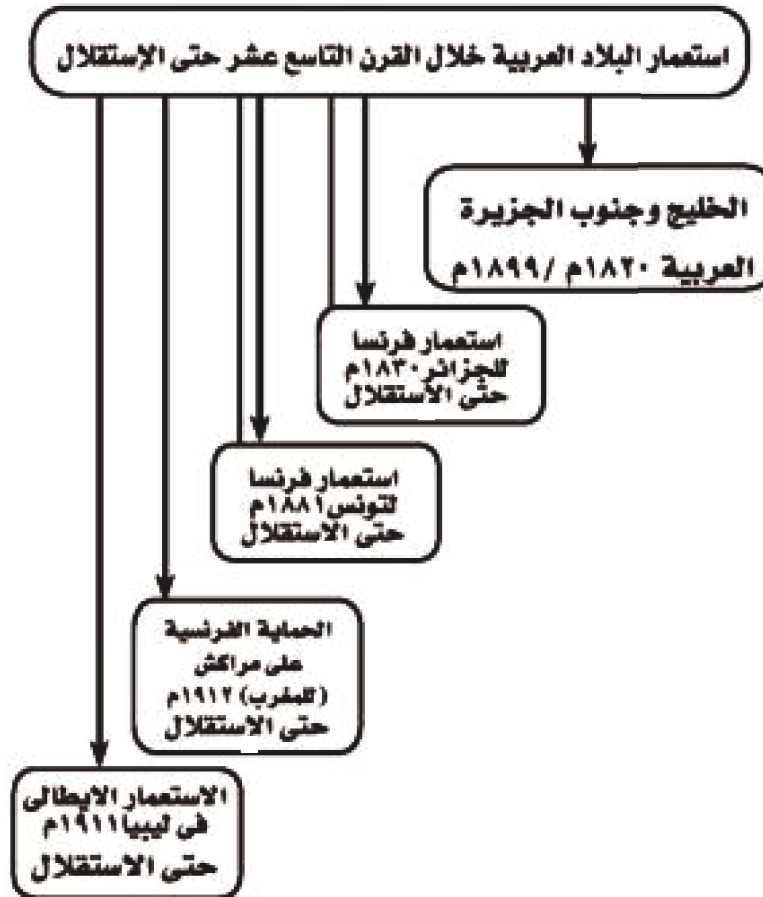 استعمار البلاد العربية خلال القرن التاسع عشر حتى الإستقلال
الخليج وجنوب الجزيرة
العربية ١٨٢٠م /١٨٩٩م
استعمار فرنسا
للجزائر ١٨٣٠م
حتى الاستقلال
استعمار فرنسا
لتونس ١٨٨١م
حتى الاستقلال
الحماية الفرنسية
على مراكش
(للمغرب) ١٩١٢م
حتى الاستقلال
الاستعمار الايطالى
فى ليبيا ١٩١١م
حتى الاستقلال